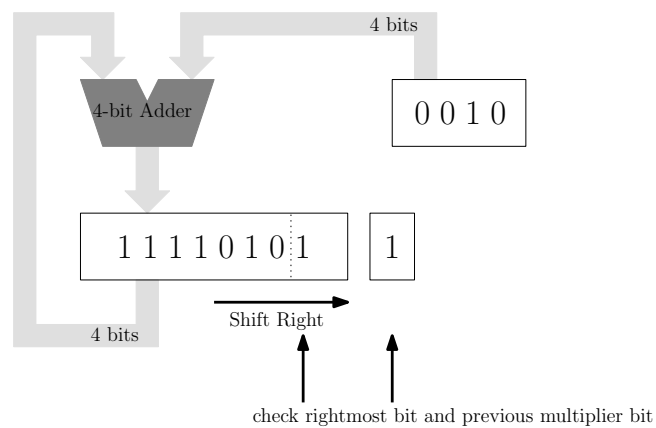 4 bits
4-bit Adder
0 0 1 0
1 1 1 1 0 1 0 1
1
Shift Right
4 bits
check rightmost bit and previous multiplier bit